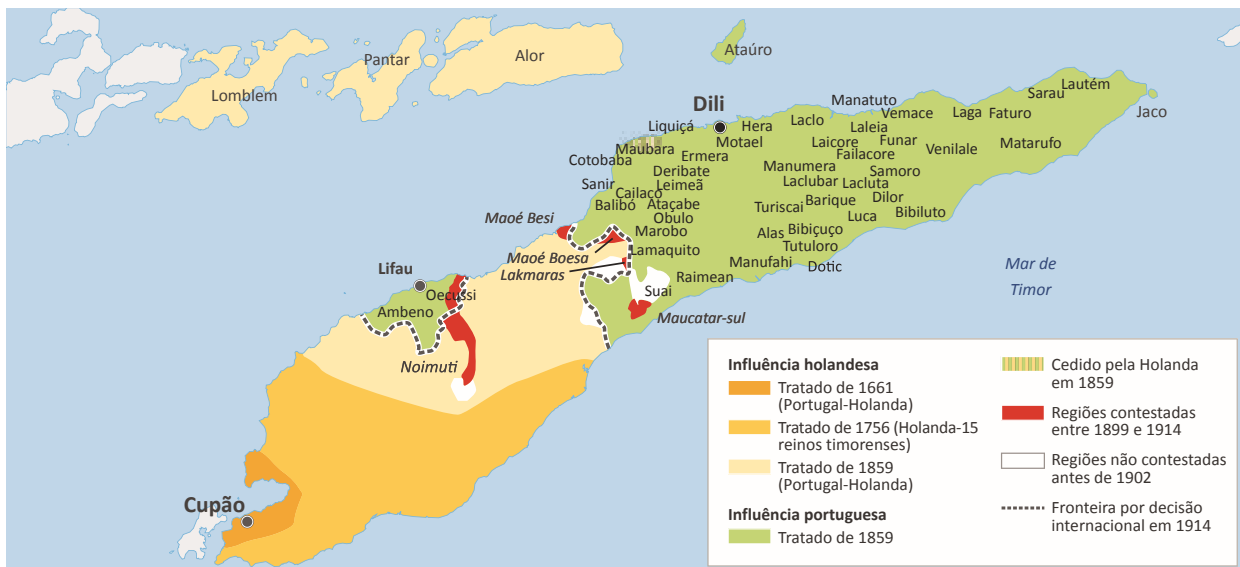 Ataúro
Pantar
Alor
Lomblem
Dili
Manatuto
Sarau
Lautém
Jaco
Liquiçá
Hera
Laclo
Vemace
Laga
Faturo
Motael
Laleia
Maubara
Laicore
Funar
Matarufo
Cotobaba
Ermera
Failacore
Venilale
Deribate
Manumera
Samoro
Sanir
Leimeã
Laclubar
Lacluta
Cailaço
Balibó
Ataçabe
Turiscai
Barique
Dilor
Maoé Besi
Obulo
Luca
Bibiluto
Marobo
Alas
Bibiçuço
Maoé Boesa
Lamaquito
Tutuloro
Lakmaras
Manufahi
Dotic
Lifau
Raimean
Oecussi
Suai
Ambeno
Maucatar-sul
Noimuti
Cupão
Mar de
Timor
Influência holandesa
Tratado de 1661
(Portugal-Holanda)
Tratado de 1756 (Holanda-15
reinos timorenses)
Tratado de 1859
(Portugal-Holanda)
Influência portuguesa
Tratado de 1859
Cedido pela Holanda
em 1859
Regiões contestadas
entre 1899 e 1914
Regiões não contestadas
antes de 1902
Fronteira por decisão
internacional em 1914